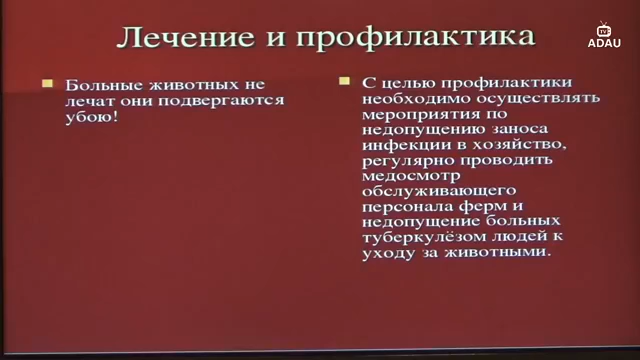 Лечение и профилактика
Больные животных не
лечат они подвергаются
убою!
С целью профилактики
необходимо осуществлять
мероприятия по
недопущению заноса
инфекции в хозяйство,
регулярно проводить
медосмотр
обслуживающего
персонала ферм и
недопущение больных
туберкулёзом людей к
уходу за животными.
TV
ADAU